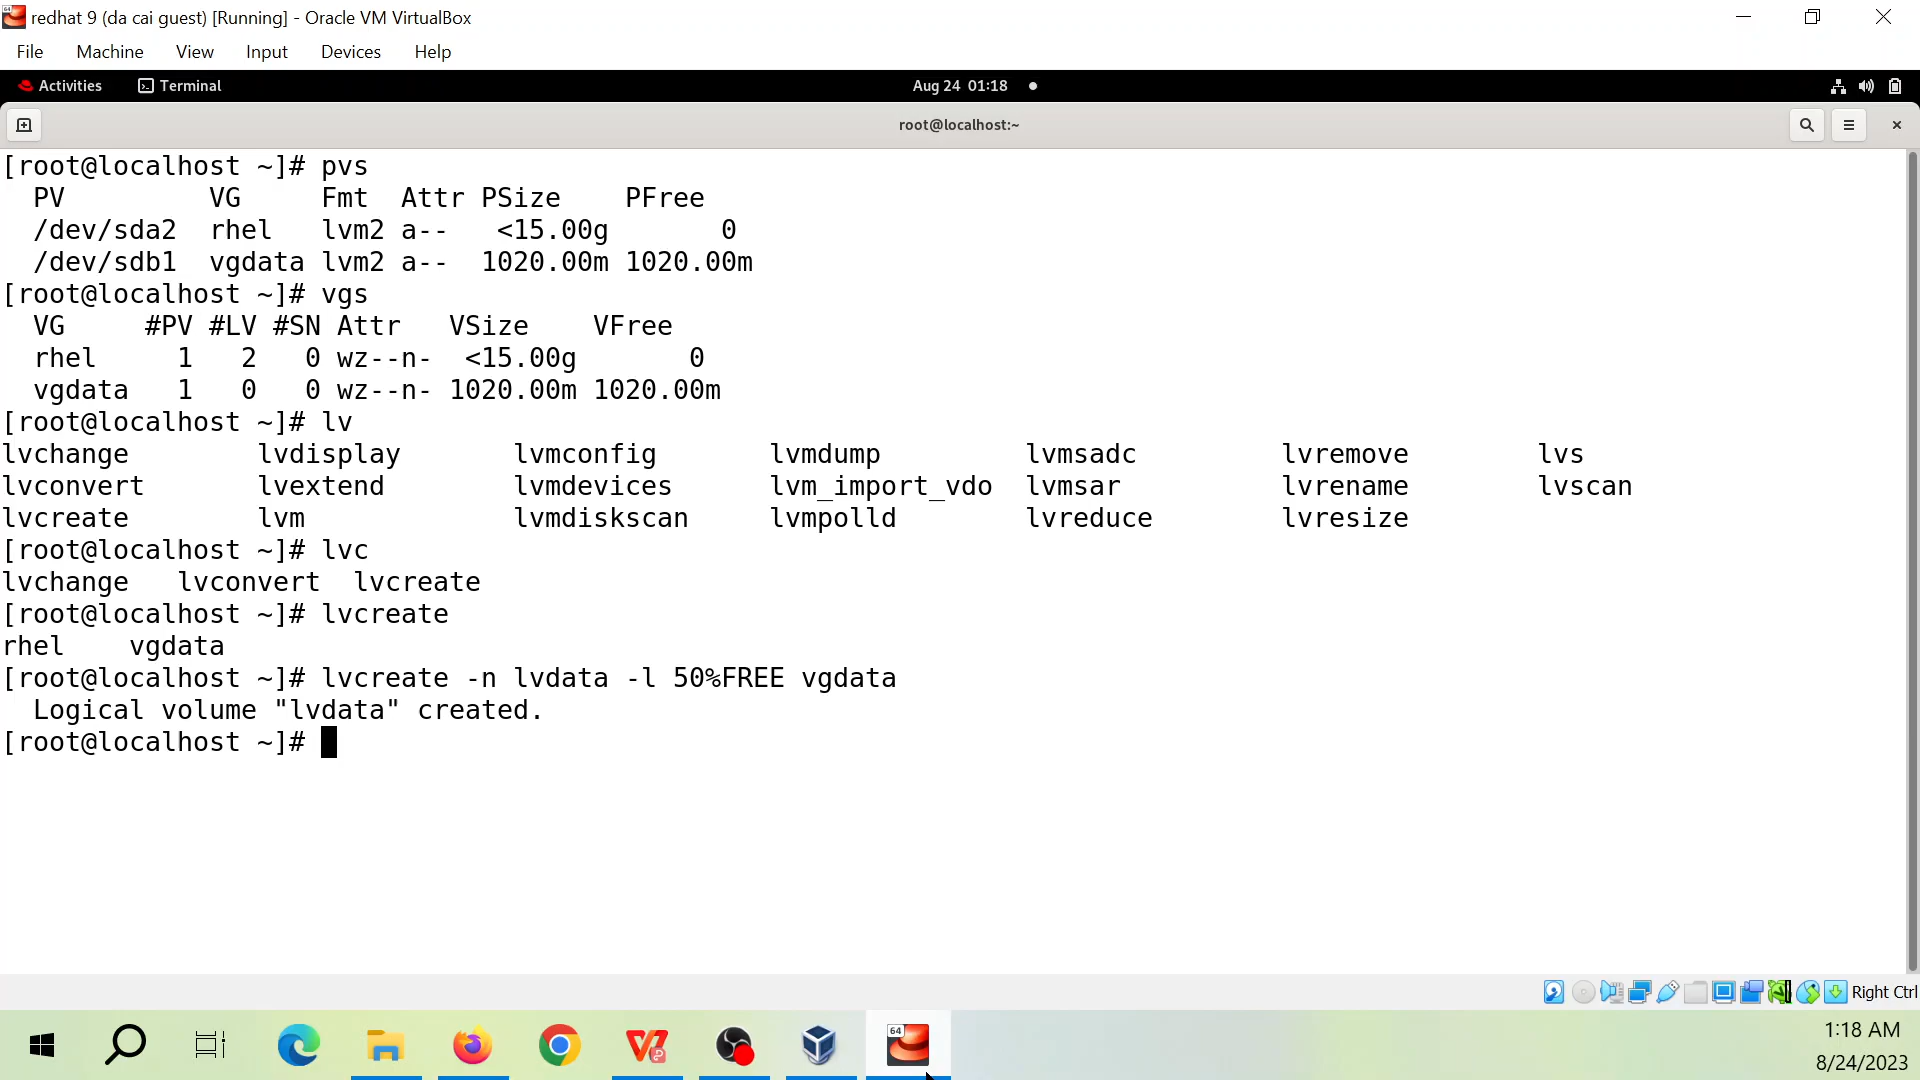 redhat 9 (da cai guest) [Running] - Oracle VM VirtualBox
File Machine View Input Devices Help
Activities Terminal Aug 24 01:18
root@localhost:~
[root@localhost ~]# pvs
PV VG Fmt Attr PSize PFree
/dev/sda2 rhel lvm2 a-- <15.00g 0
/dev/sdb1 vgdata lvm2 a-- 1020.00m 1020.00m
[root@localhost ~]# vgs
VG #PV #LV #SN Attr VSize VFree
rhel 1 2 0 wz--n- <15.00g 0
vgdata 1 0 0 wz--n- 1020.00m 1020.00m
[root@localhost ~]# lv
lvchange lvdisplay lvmconfig lvmdump lvmsadc lvremove lvs
lvconvert lvextend lvmdevices lvm_import_vdo lvmsar lvrename lvscan
lvcreate lvm lvmdiskscan lvmpolld lvreduce lvresize
[root@localhost ~]# lvc
lvchange lvconvert lvcreate
[root@localhost ~]# lvcreate
rhel vgdata
[root@localhost ~]# lvcreate -n lvdata -l 50%FREE vgdata
Logical volume "lvdata" created.
[root@localhost ~]#
Right Ctrl
64
1:18 AM
8/24/2023